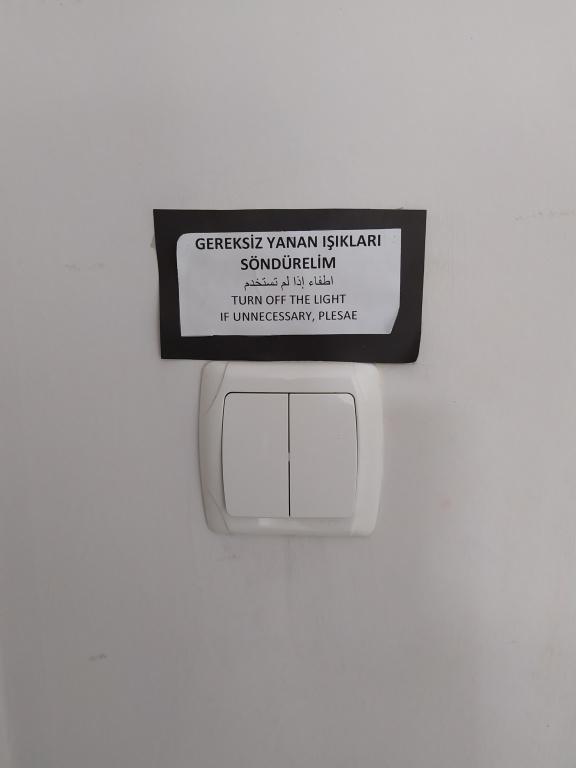 GEREKSİZ YANAN IŞIKLARI
SÖNDÜRELİM
اطفاء إذا لم تستخدم
TURN OFF THE LIGHT
IF UNNECESSARY, PLESAE